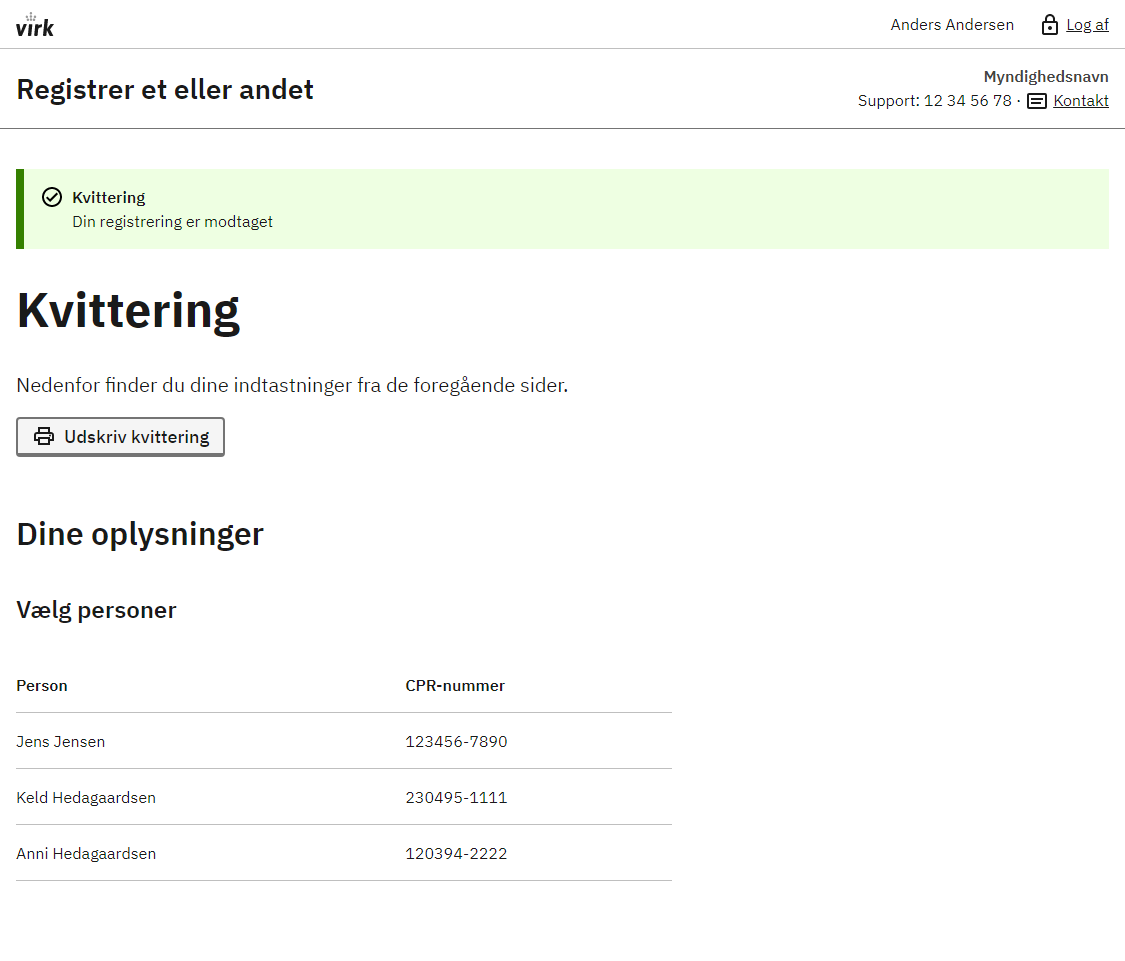 virk
Anders Andersen
Log af
Registrer et eller andet
Myndighedsnavn
Support: 12 34 56 78 · Kontakt
Kvittering
Din registrering er modtaget
Kvittering
Nedenfor finder du dine indtastninger fra de foregående sider.
Udskriv kvittering
Dine oplysninger
Vælg personer
Person CPR-nummer
Jens Jensen 123456-7890
Keld Hedagaardsen 230495-1111
Anni Hedagaardsen 120394-2222